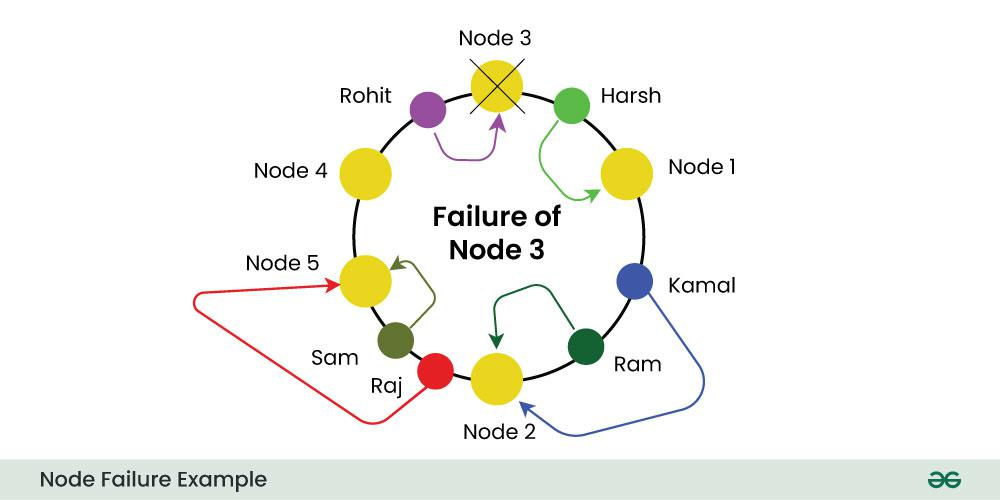 Node 3
Rohit
Harsh
Node 4
Node 1
Failure of
Node 3
Node 5
Kamal
Sam
Ram
Raj
Node 2
Node Failure Example